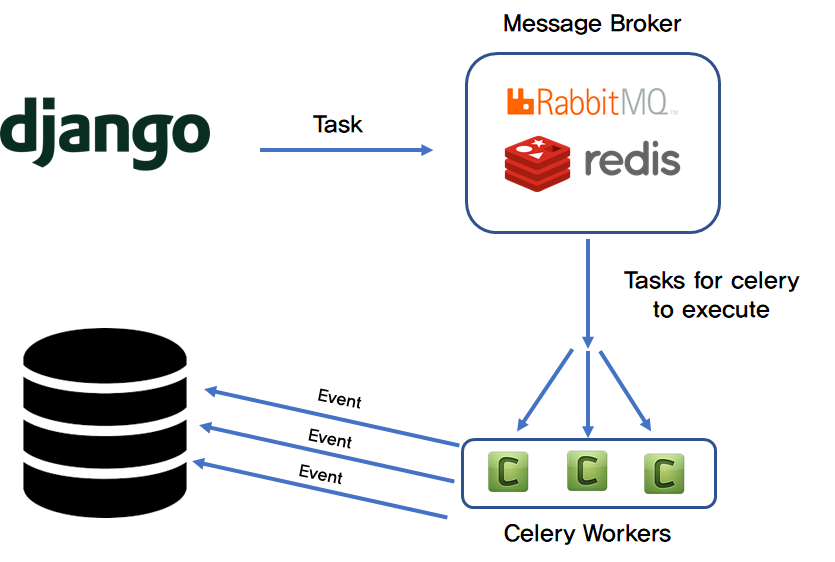 Message Broker
django
Task
RabbitMQ™
redis
Tasks for celery
to execute
Event
Event
Event
C
C
C
Celery Workers